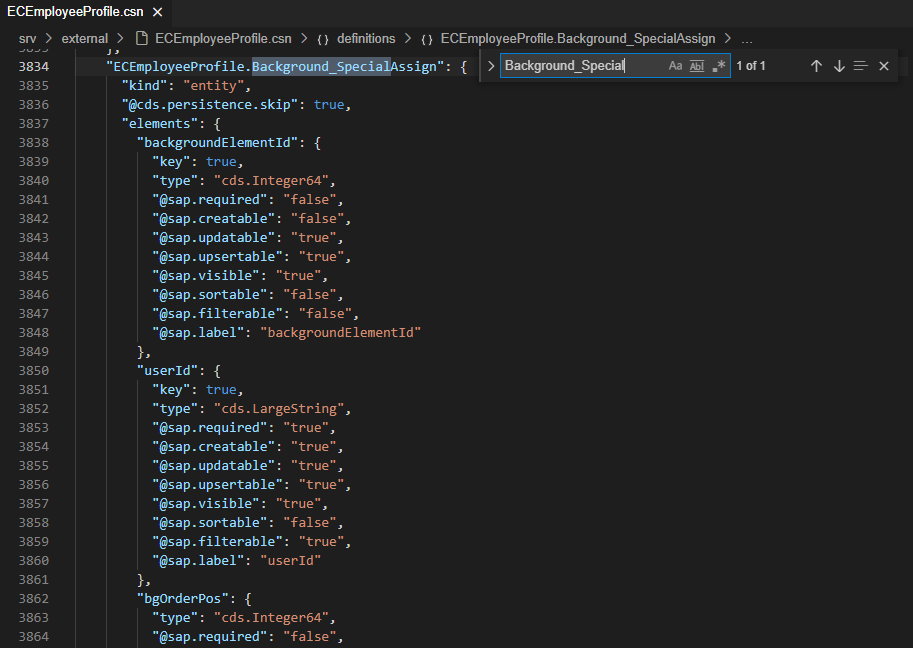 ECEmployeeProfile.csn ×
srv > external > ECEmployeeProfile.csn > {} definitions > {} ECEmployeeProfile.Background_SpecialAssign > ...
Background_Special Aa Abl .* 1 of 1
3833 },
3834 "ECEmployeeProfile.Background_SpecialAssign": {
3835 "kind": "entity",
3836 "@cds.persistence.skip": true,
3837 "elements": {
3838 "backgroundElementId": {
3839 "key": true,
3840 "type": "cds.Integer64",
3841 "@sap.required": "false",
3842 "@sap.creatable": "false",
3843 "@sap.updatable": "true",
3844 "@sap.upsertable": "true",
3845 "@sap.visible": "true",
3846 "@sap.sortable": "false",
3847 "@sap.filterable": "false",
3848 "@sap.label": "backgroundElementId"
3849 },
3850 "userId": {
3851 "key": true,
3852 "type": "cds.LargeString",
3853 "@sap.required": "true",
3854 "@sap.creatable": "true",
3855 "@sap.updatable": "true",
3856 "@sap.upsertable": "true",
3857 "@sap.visible": "true",
3858 "@sap.sortable": "false",
3859 "@sap.filterable": "true",
3860 "@sap.label": "userId"
3861 },
3862 "bgOrderPos": {
3863 "type": "cds.Integer64",
3864 "@sap.required": "false",